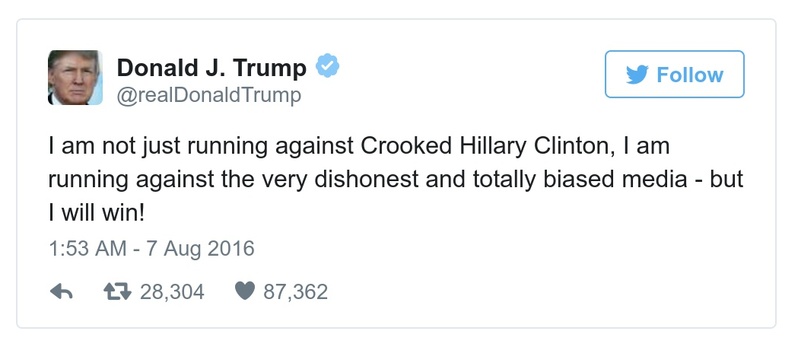 Donald J. Trump
@realDonaldTrump
Follow
I am not just running against Crooked Hillary Clinton, I am
running against the very dishonest and totally biased media - but
I will win!
1:53 AM - 7 Aug 2016
28,304 87,362